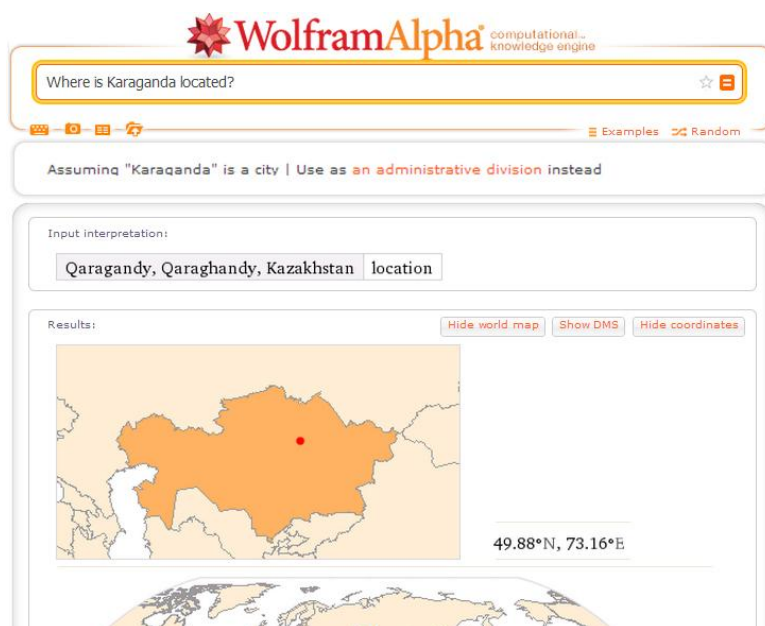 WolframAlpha computational... knowledge engine
Where is Karaganda located?
Examples Random
Assuming "Karaganda" is a city | Use as an administrative division instead
Input interpretation:
Qaragandy, Qaraghandy, Kazakhstan location
Results: Hide world map Show DMS Hide coordinates
49.88°N, 73.16°E